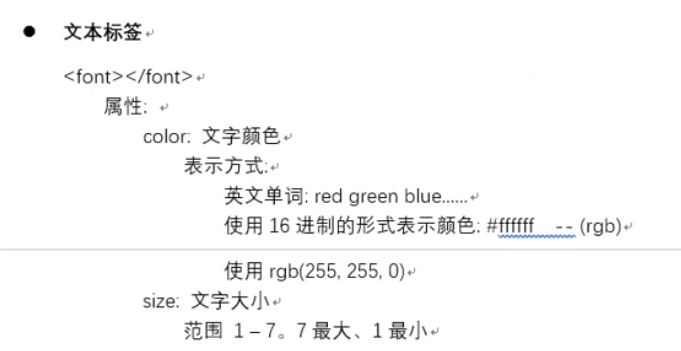 ● 文本标签
<font></font>
属性:
color: 文字颜色
表示方式:
英文单词: red green blue......
使用 16 进制的形式表示颜色: #ffffff -- (rgb)
使用 rgb(255, 255, 0)
size: 文字大小
范围 1 – 7。7 最大、1 最小